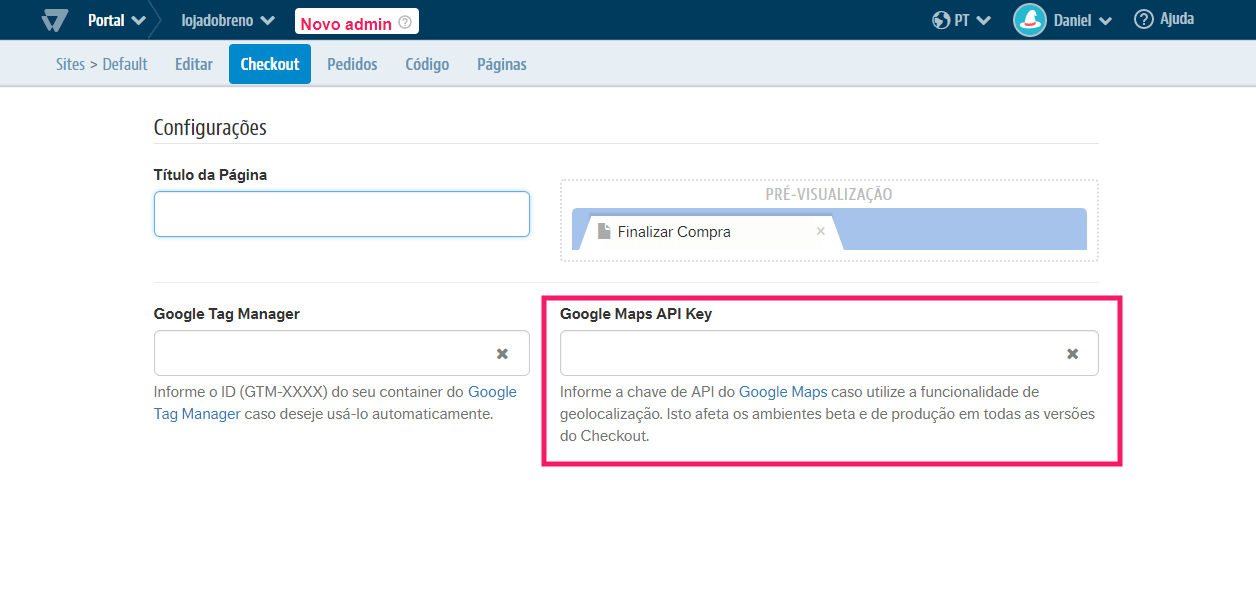 Portal lojadobreno Novo admin PT Daniel Ajuda
Sites > Default Editar Checkout Pedidos Código Páginas
Configurações
Título da Página
PRÉ-VISUALIZAÇÃO
Finalizar Compra
Google Tag Manager
Informe o ID (GTM-XXXX) do seu container do Google
Tag Manager caso deseje usá-lo automaticamente.
Google Maps API Key
Informe a chave de API do Google Maps caso utilize a funcionalidade de
geolocalização. Isto afeta os ambientes beta e de produção em todas as versões
do Checkout.